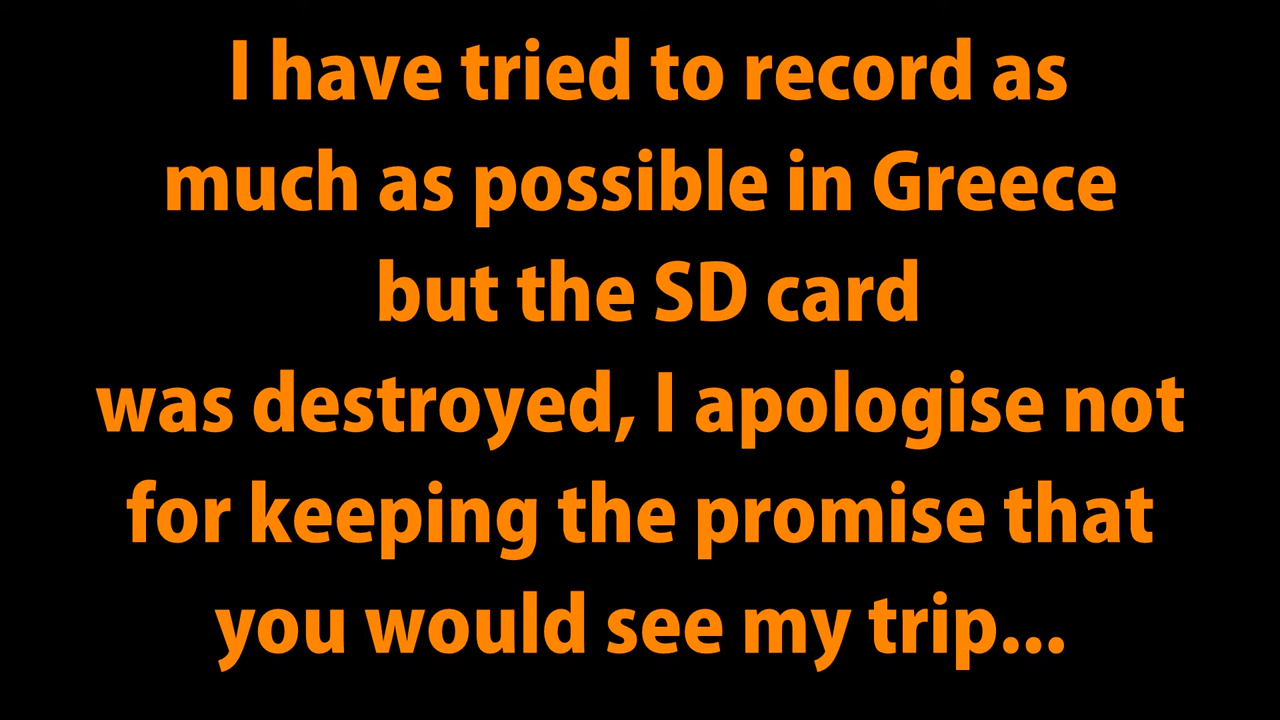 I have tried to record as
much as possible in Greece
but the SD card
was destroyed, I apologise not
for keeping the promise that
you would see my trip...